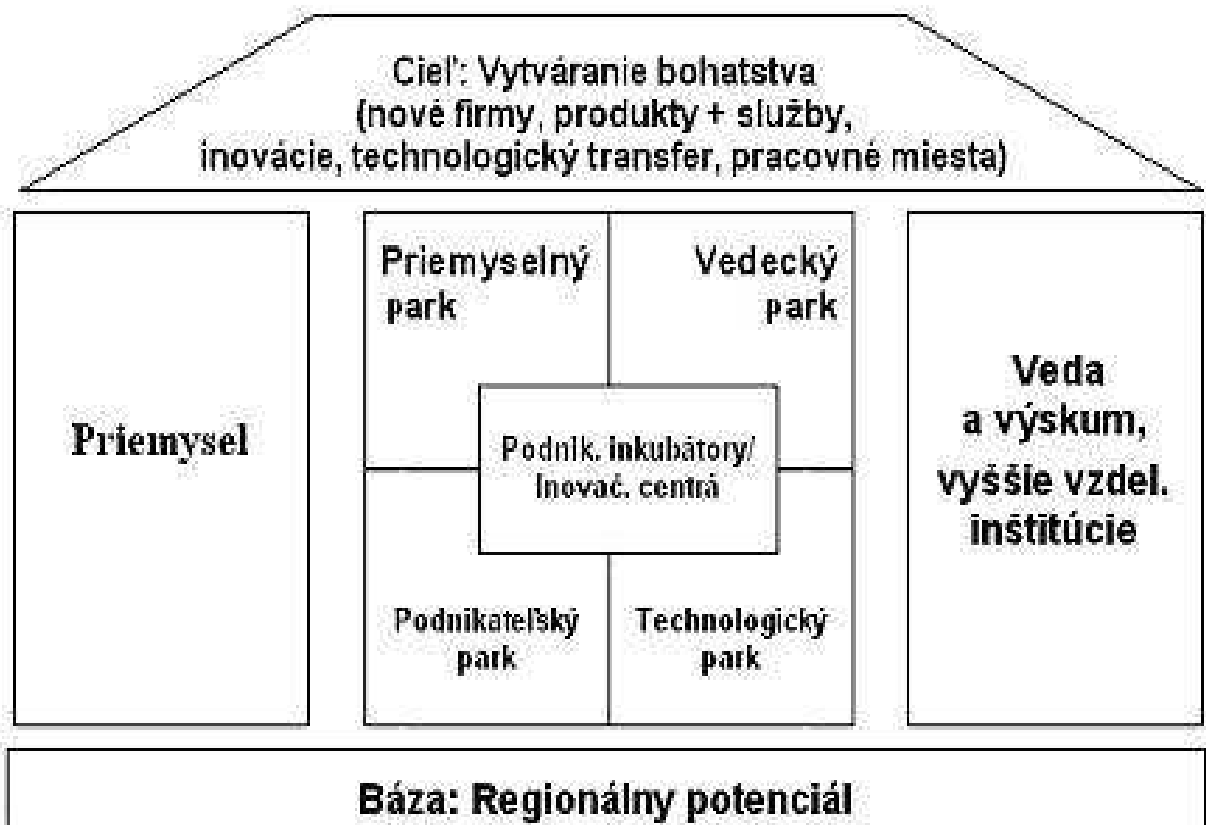 Cieľ: Vytváranie bohatstva
(nové firmy, produkty + služby,
inovácie, technologický transfer, pracovné miesta)
Priemysel
Priemyselný
park
Vedecký
park
Podnik. inkubátory/
Inovač. centrá
Podnikateľský
park
Technologický
park
Veda
a výskum,
vyššie vzdel.
inštitúcie
Báza: Regionálny potenciál